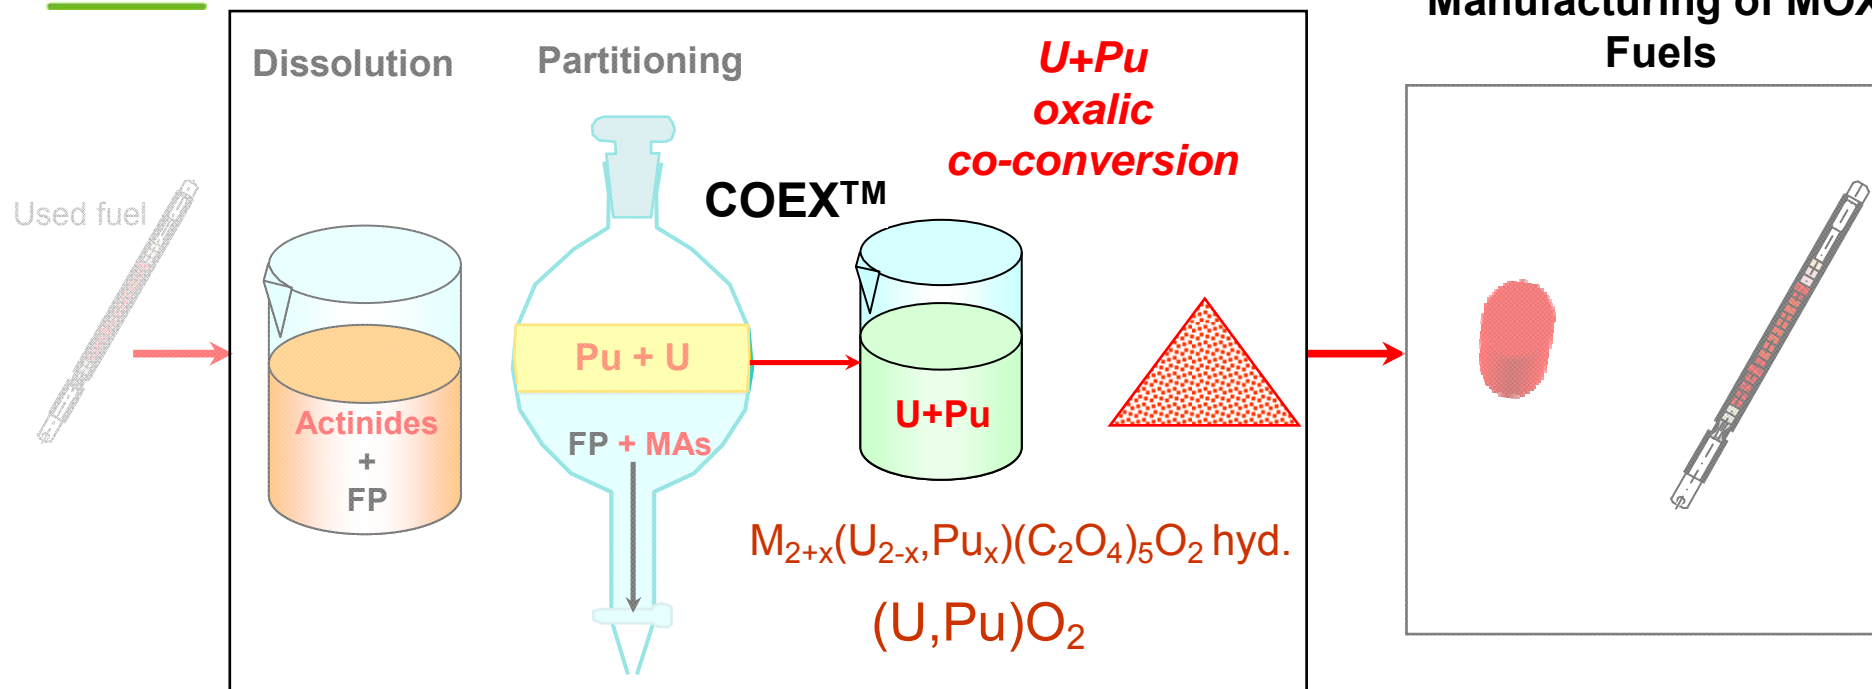 Manufacturing of MOX
Fuels
Dissolution
Partitioning
U+Pu
oxalic
co-conversion
COEX™
Used fuel
Pu + U
Actinides
+
FP
FP + MAs
U+Pu
M₂₊ₓ(U₂₋ₓ,Puₓ)(C₂O₄)₅O₂ hyd.
(U,Pu)O₂